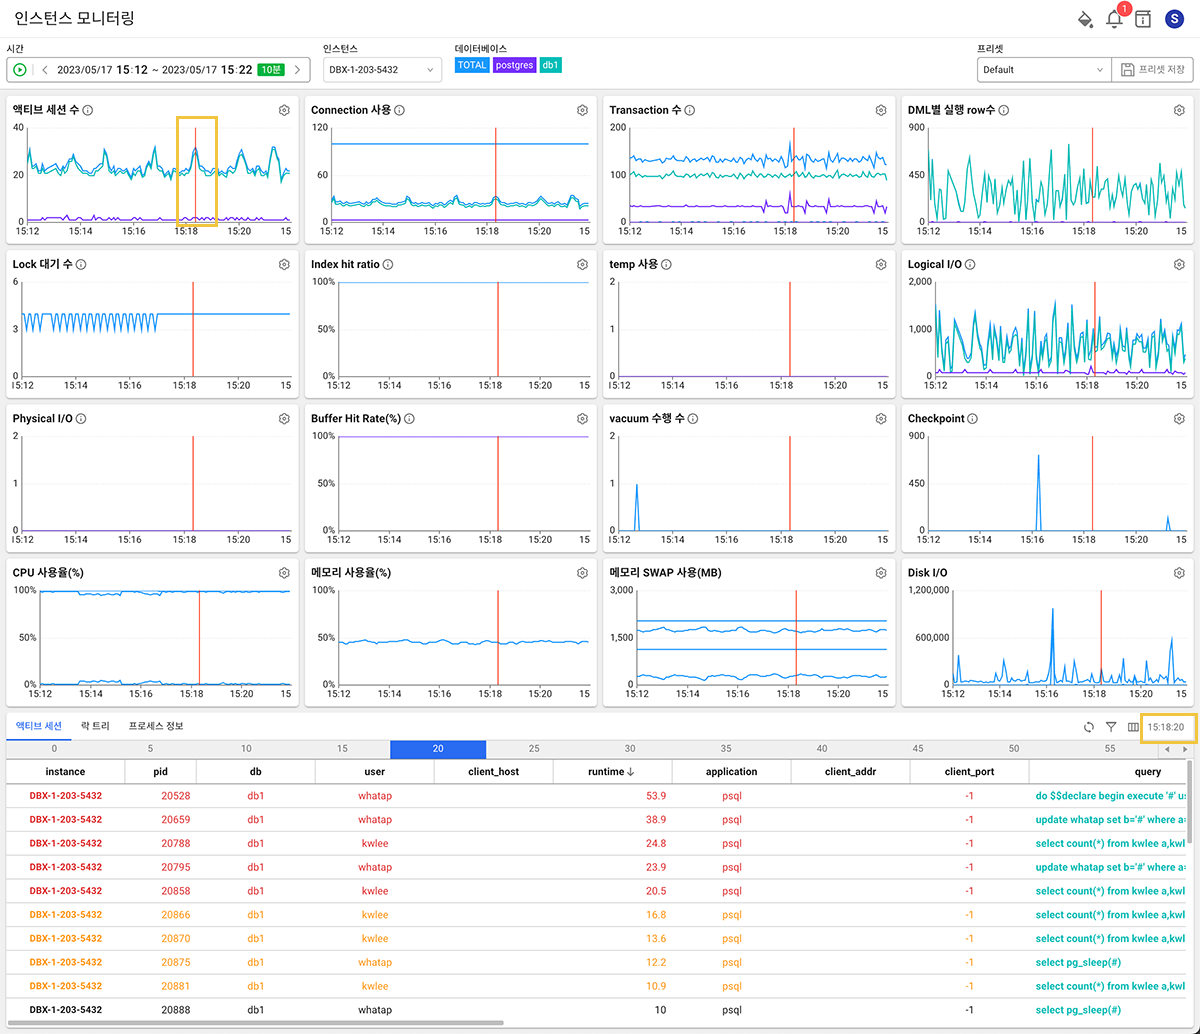 인스턴스 모니터링
1
S
시간
인스턴스
데이터베이스
프리셋
2023/05/17 15:12 ~ 2023/05/17 15:22 10분
DBX-1-203-5432
TOTAL postgres db1
Default
프리셋 저장
액티브 세션 수
40
20
0
15:12 15:14 15:16 15:18 15:20 15
Connection 사용
120
60
0
15:12 15:14 15:16 15:18 15:20 15
Transaction 수
200
100
0
15:12 15:14 15:16 15:18 15:20 15
DML별 실행 row수
900
450
0
15:12 15:14 15:16 15:18 15:20 15
Lock 대기 수
6
3
0
15:12 15:14 15:16 15:18 15:20 15
Index hit ratio
100%
50%
0%
15:12 15:14 15:16 15:18 15:20 15
temp 사용
2
1
0
15:12 15:14 15:16 15:18 15:20 15
Logical I/O
2,000
1,000
0
15:12 15:14 15:16 15:18 15:20 15
Physical I/O
2
1
0
15:12 15:14 15:16 15:18 15:20 15
Buffer Hit Rate(%)
100%
50%
0%
15:12 15:14 15:16 15:18 15:20 15
vacuum 수행 수
2
1
0
15:12 15:14 15:16 15:18 15:20 15
Checkpoint
900
450
0
15:12 15:14 15:16 15:18 15:20 15
CPU 사용율(%)
100%
50%
0%
15:12 15:14 15:16 15:18 15:20 15
메모리 사용율(%)
100%
50%
0%
15:12 15:14 15:16 15:18 15:20 15
메모리 SWAP 사용(MB)
3,000
1,500
0
15:12 15:14 15:16 15:18 15:20 15
Disk I/O
1,200,000
600,000
0
15:12 15:14 15:16 15:18 15:20 15
액티브 세션 락 트리 프로세스 정보
15:18:20
0 5 10 15 20 25 30 35 40 45 50 55
instance pid db user client_host runtime ↓ application client_addr client_port query
DBX-1-203-5432 20528 db1 whatap 53.9 psql -1 do $$declare begin execute '#' u
DBX-1-203-5432 20659 db1 whatap 38.9 psql -1 update whatap set b='#' where a=
DBX-1-203-5432 20788 db1 kwlee 24.8 psql -1 select count(*) from kwlee a,kwl
DBX-1-203-5432 20795 db1 whatap 23.9 psql -1 update whatap set b='#' where a=
DBX-1-203-5432 20858 db1 kwlee 20.5 psql -1 select count(*) from kwlee a,kwl
DBX-1-203-5432 20866 db1 kwlee 16.8 psql -1 select count(*) from kwlee a,kwl
DBX-1-203-5432 20870 db1 kwlee 13.6 psql -1 select count(*) from kwlee a,kwl
DBX-1-203-5432 20875 db1 whatap 12.2 psql -1 select pg_sleep(#)
DBX-1-203-5432 20881 db1 kwlee 10.9 psql -1 select count(*) from kwlee a,kwl
DBX-1-203-5432 20888 db1 whatap 10 psql -1 select pg_sleep(#)